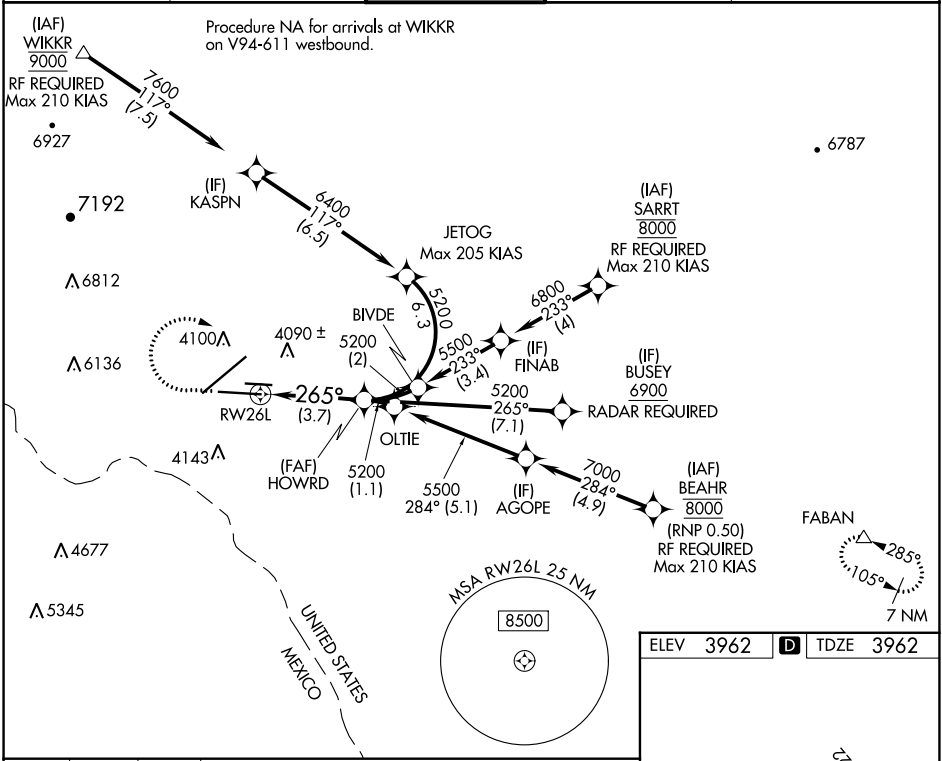 Procedure NA for arrivals at WIKKR
on V94-611 westbound.
(IAF)
WIKKR
9000
RF REQUIRED
Max 210 KIAS
7600
117°
(7.5)
6927
6787
(IF)
KASPN
7192
6400
117°
(6.5)
JETOG
Max 205 KIAS
(IAF)
SARRT
8000
RF REQUIRED
Max 210 KIAS
6812
5200
6.3
6800
233°
(4)
BIVDE
4100
4090 ±
5200
(2)
5500
233°
(3.4)
(IF)
FINAB
6136
(IF)
BUSEY
6900
RADAR REQUIRED
5200
265°
(7.1)
265°
(3.7)
RW26L
OLTIE
4143
(FAF)
HOWRD
5200
(1.1)
5500
284° (5.1)
(IF)
AGOPE
7000
284°
(4.9)
(IAF)
BEAHR
8000
(RNP 0.50)
RF REQUIRED
Max 210 KIAS
FABAN
285°
105°
7 NM
4677
5345
UNITED STATES
MEXICO
MSA RW26L 25 NM
8500
ELEV 3962 D TDZE 3962
27